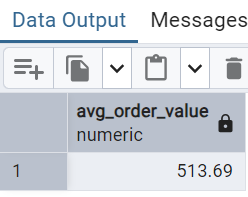 Data Output Messages
avg_order_value
numeric
1 513.69